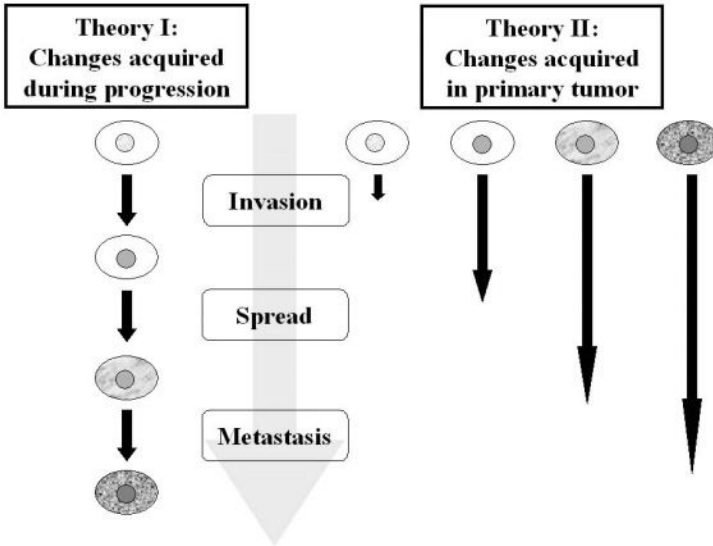 Theory I:
Changes acquired
during progression
Theory II:
Changes acquired
in primary tumor
Invasion
Spread
Metastasis